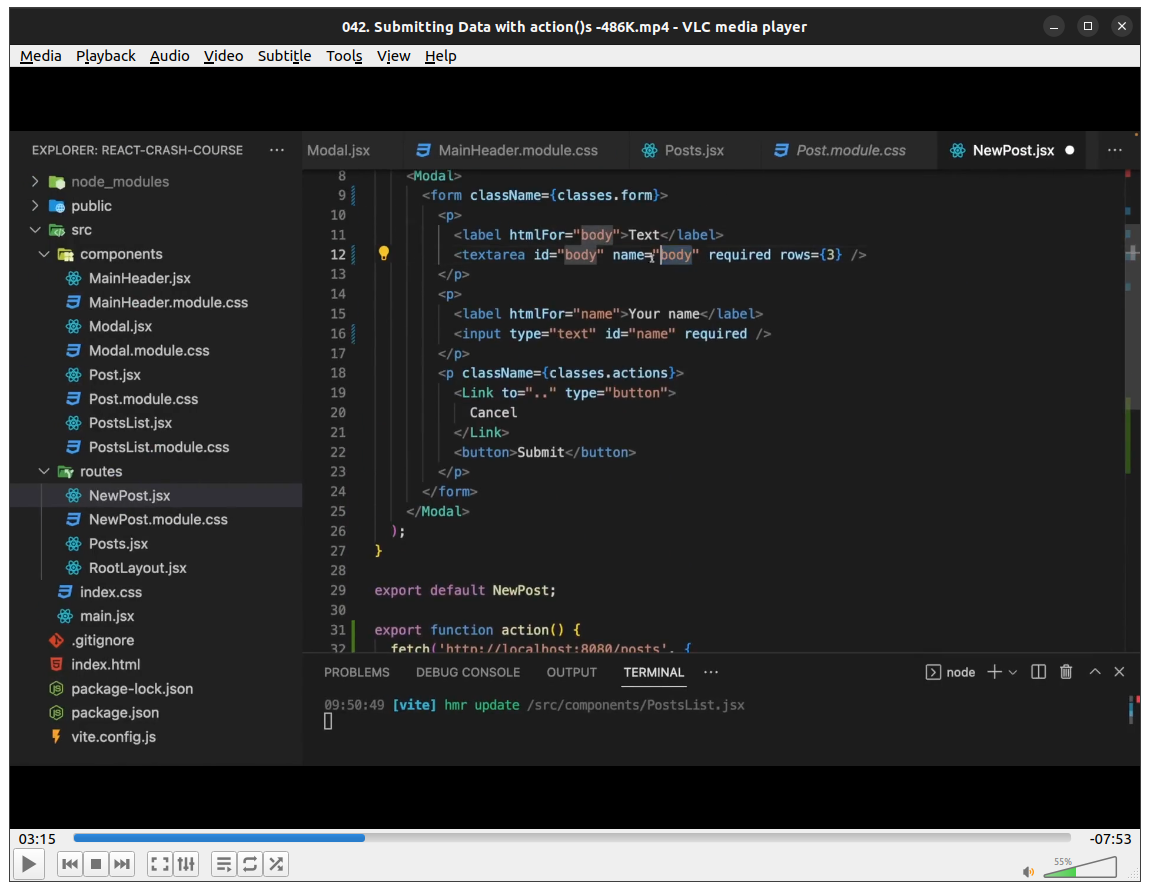 042. Submitting Data with action()s -486K.mp4 - VLC media player
Media Playback Audio Video Subtitle Tools View Help
EXPLORER: REACT-CRASH-COURSE ···
node_modules
public
src
components
MainHeader.jsx
MainHeader.module.css
Modal.jsx
Modal.module.css
Post.jsx
Post.module.css
PostsList.jsx
PostsList.module.css
routes
NewPost.jsx
NewPost.module.css
Posts.jsx
RootLayout.jsx
index.css
main.jsx
.gitignore
index.html
package-lock.json
package.json
vite.config.js
Modal.jsx MainHeader.module.css Posts.jsx Post.module.css NewPost.jsx ● ···
8 <Modal>
9 <form className={classes.form}>
10 <p>
11 <label htmlFor="body">Text</label>
12 <textarea id="body" name="body" required rows={3} />
13 </p>
14 <p>
15 <label htmlFor="name">Your name</label>
16 <input type="text" id="name" required />
17 </p>
18 <p className={classes.actions}>
19 <Link to=".." type="button">
20 Cancel
21 </Link>
22 <button>Submit</button>
23 </p>
24 </form>
25 </Modal>
26 );
27 }
28
29 export default NewPost;
30
31 export function action() {
32 fetch('http://localhost:8080/posts', {
PROBLEMS DEBUG CONSOLE OUTPUT TERMINAL ··· node
09:50:49 [vite] hmr update /src/components/PostsList.jsx
03:15 -07:53
55%